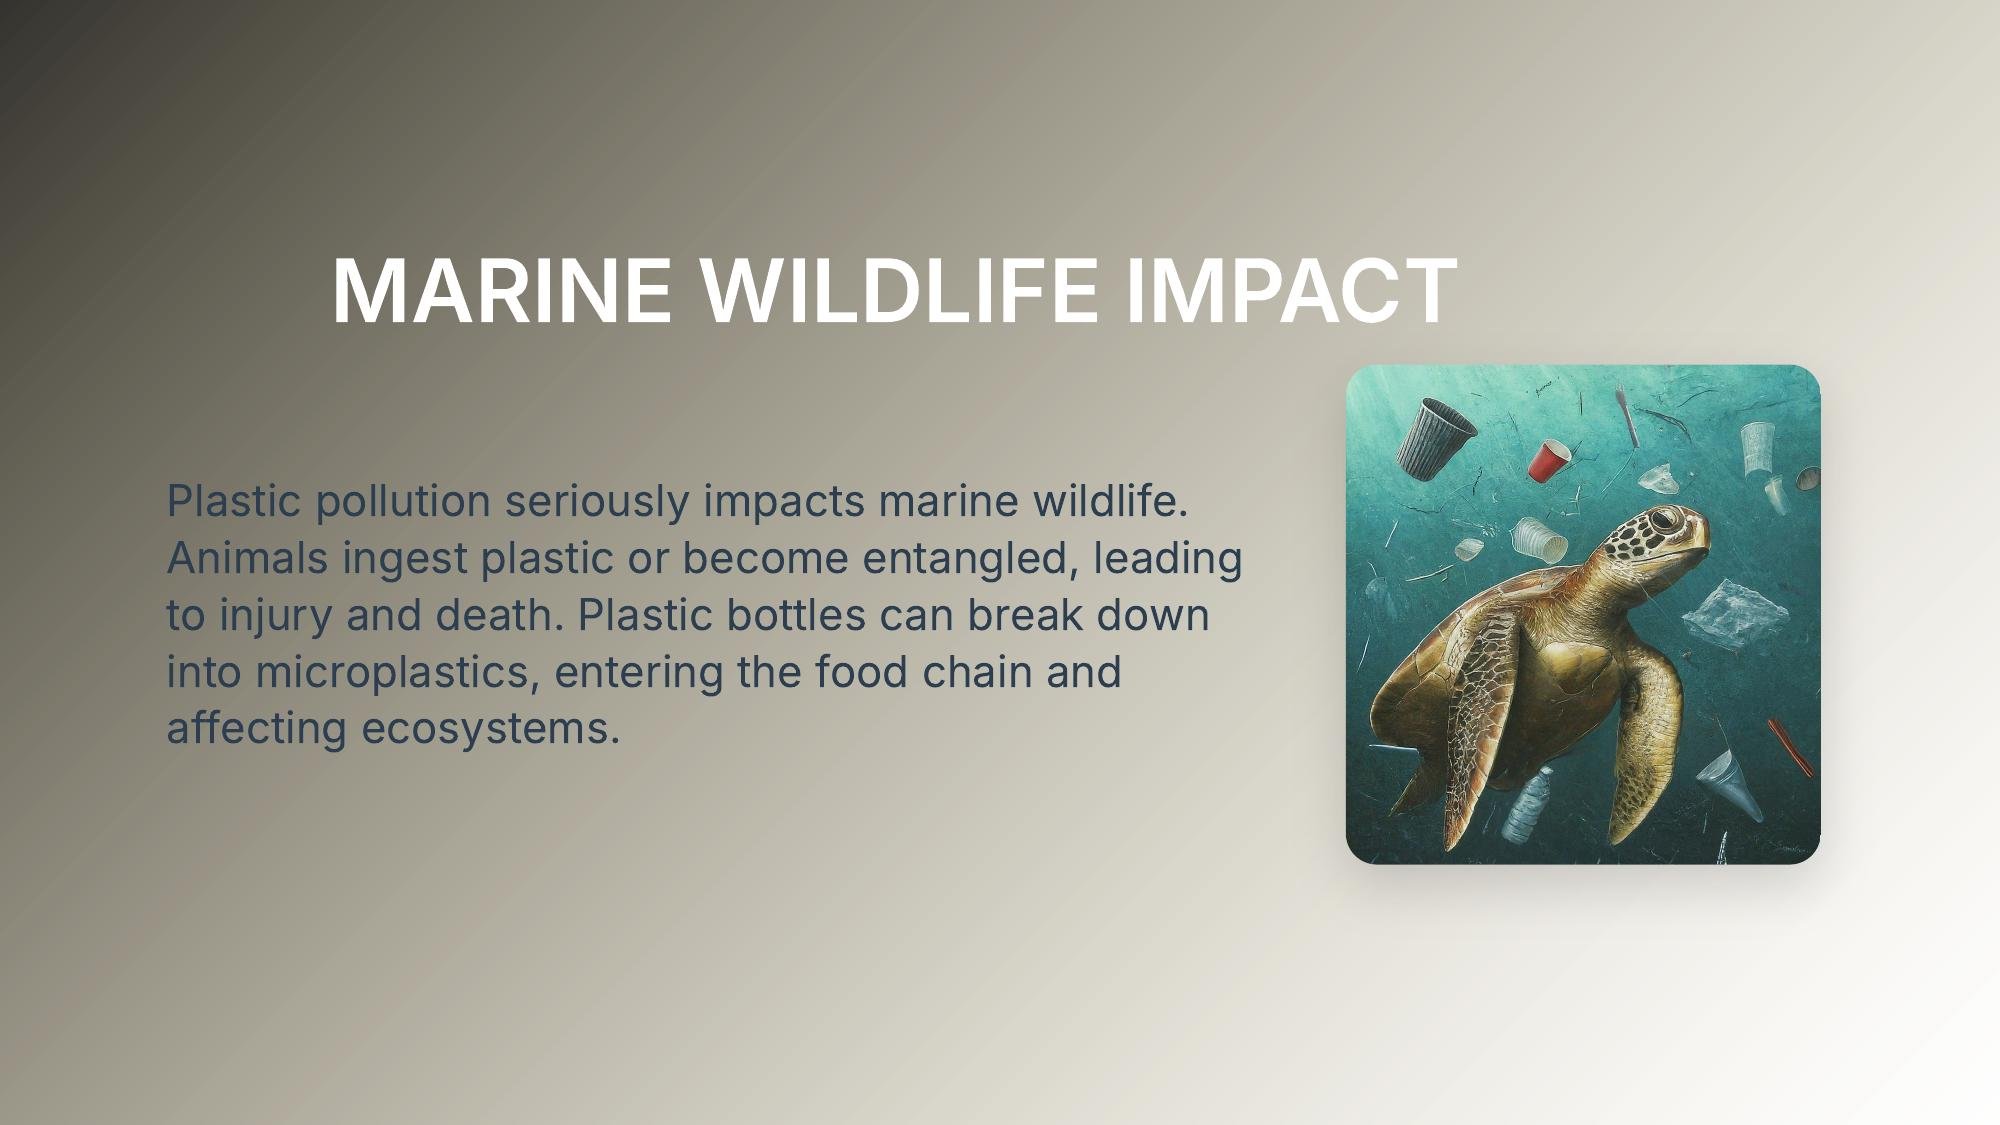 MARINE WILDLIFE IMPACT
Plastic pollution seriously impacts marine wildlife.
Animals ingest plastic or become entangled, leading
to injury and death. Plastic bottles can break down
into microplastics, entering the food chain and
affecting ecosystems.